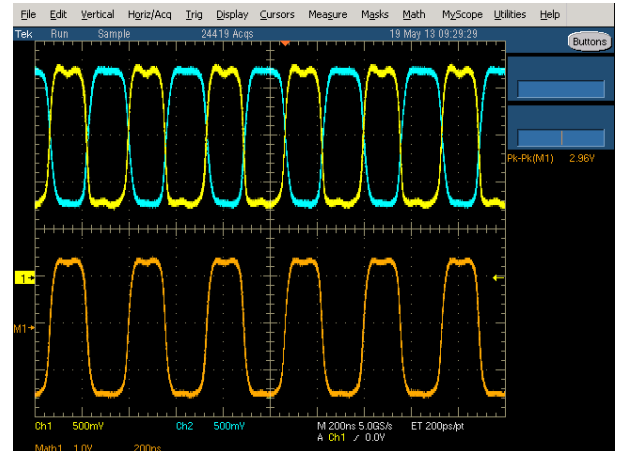 File Edit Vertical Horiz/Acq Trig Display Cursors Measure Masks Math MyScope Utilities Help
Tek Run Sample 24419 Acqs 19 May 13 09:29:29
Buttons
Pk-Pk(M1) 2.96V
1
M1
Ch1 500mV Ch2 500mV M 200ns 5.0GS/s ET 200ps/pt
A Ch1 / 0.0V
Math1 1.0V 200ns